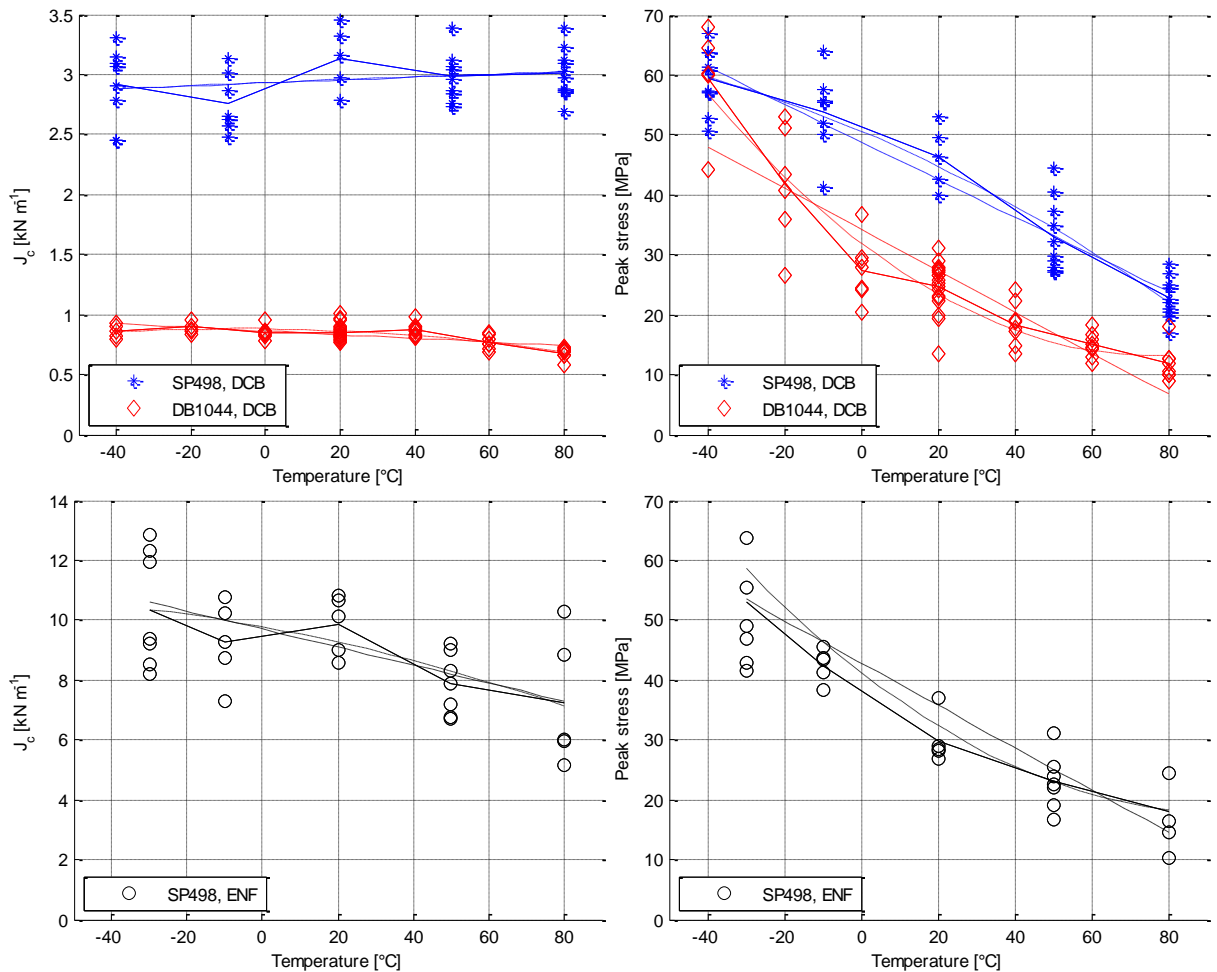 3.5
3
2.5
2
1.5
1
0.5
0
J_c [kN m^-1]
-40 -20 0 20 40 60 80
Temperature [°C]
SP498, DCB
DB1044, DCB
70
60
50
40
30
20
10
0
Peak stress [MPa]
-40 -20 0 20 40 60 80
Temperature [°C]
SP498, DCB
DB1044, DCB
14
12
10
8
6
4
2
0
J_c [kN m^-1]
-40 -20 0 20 40 60 80
Temperature [°C]
SP498, ENF
70
60
50
40
30
20
10
0
Peak stress [MPa]
-40 -20 0 20 40 60 80
Temperature [°C]
SP498, ENF